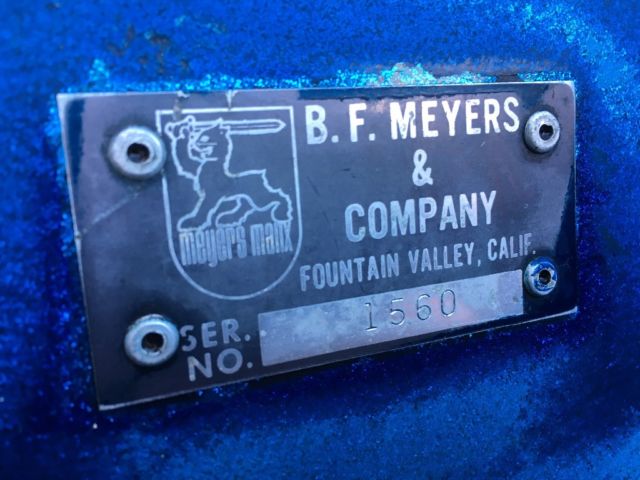 B. F. MEYERS
&
COMPANY
meyers manx
FOUNTAIN VALLEY, CALIF.
SER. NO. 1560